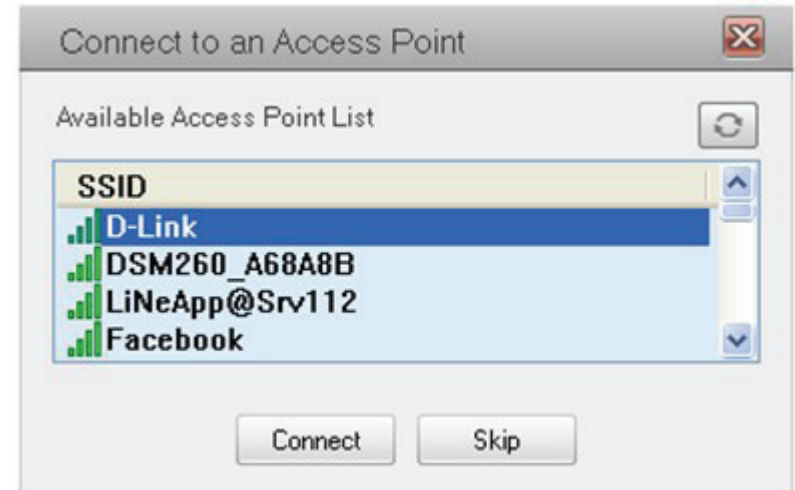 Connect to an Access Point
Available Access Point List
SSID
D-Link
DSM260_A68A8B
LiNeApp@Srv112
Facebook
Connect
Skip